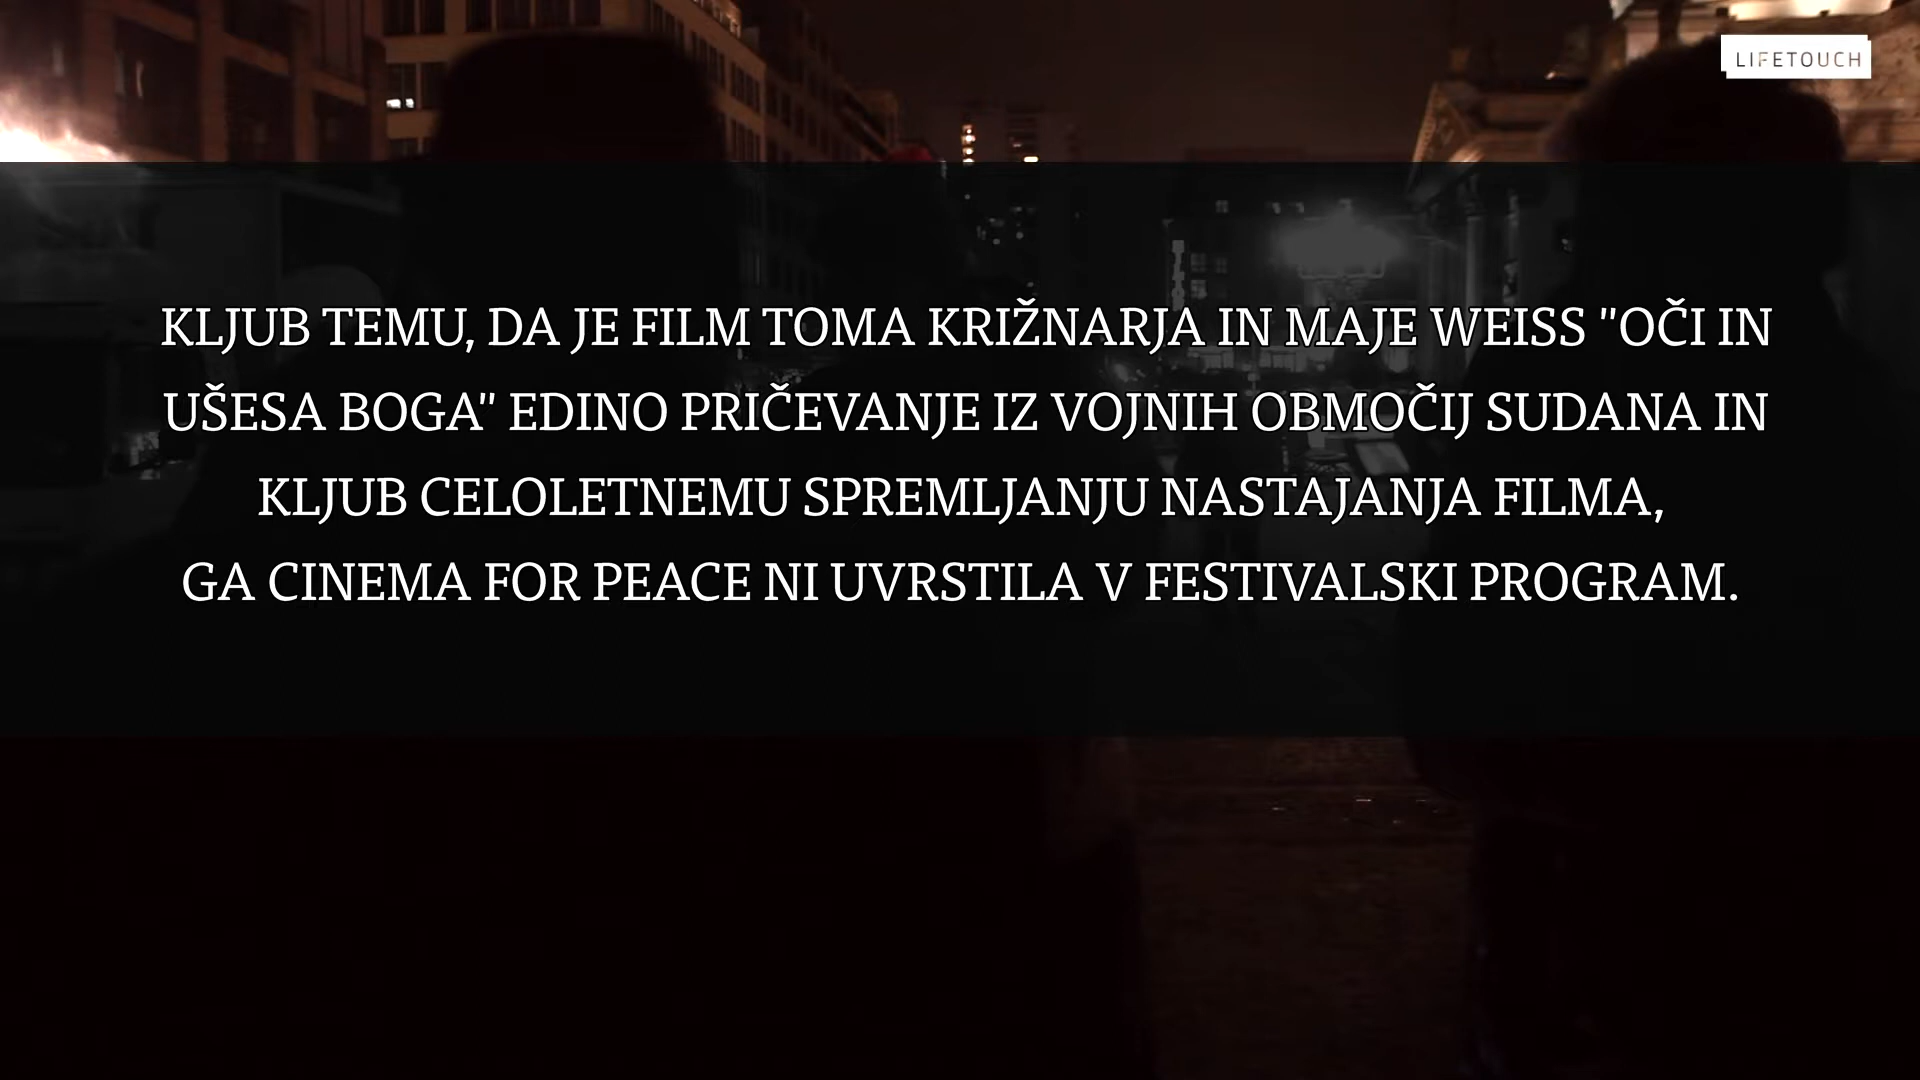 LIFETOUCH
KLJUB TEMU, DA JE FILM TOMA KRIŽNARJA IN MAJE WEISS "OČI IN
UŠESA BOGA" EDINO PRIČEVANJE IZ VOJNIH OBMOČIJ SUDANA IN
KLJUB CELOLETNEMU SPREMLJANJU NASTAJANJA FILMA,
GA CINEMA FOR PEACE NI UVRSTILA V FESTIVALSKI PROGRAM.